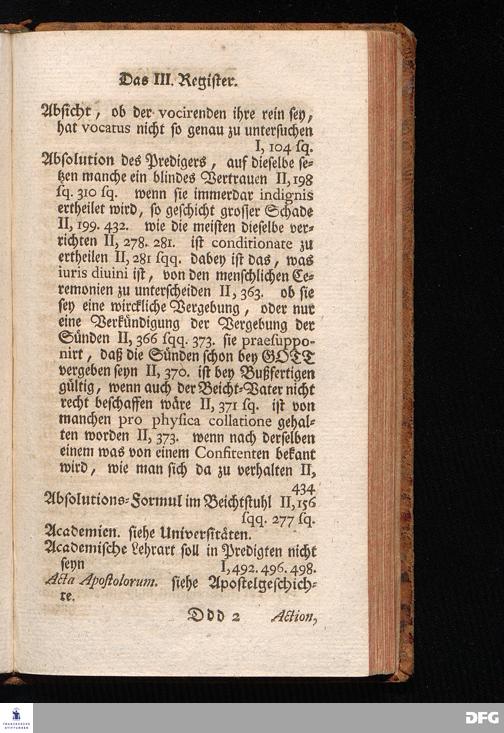 Das III. Register.
Absicht, ob der vocirenden ihre rein sey,
hat vocatus nicht so genau zu untersuchen
I, 104 sq.
Absolution des Predigers, auf dieselbe se-
tzen manche ein blindes Vertrauen II, 198
sq. 310 sq. wenn sie immerdar indignis
ertheilet wird, so geschicht grosser Schade
II, 199. 432. wie die meisten dieselbe ver-
richten II, 278. 281. ist conditionate zu
ertheilen II, 281 sqq. dabey ist das, was
iuris diuini ist, von den menschlichen Ce-
remonien zu unterscheiden II, 363. ob sie
sey eine wirckliche Vergebung, oder nur
eine Verkündigung der Vergebung der
Sünden II, 366 sqq. 373. sie praesuppo-
nirt, daß die Sünden schon bey GOTT
vergeben seyn II, 370. ist bey Bußfertigen
gültig, wenn auch der Beicht-Vater nicht
recht beschaffen wäre II, 371 sq. ist von
manchen pro physica collatione gehal-
ten worden II, 373. wenn nach derselben
einem was von einem Confitenten bekant
wird, wie man sich da zu verhalten II,
434
Absolutions-Formul im Beichtstuhl II, 156
sqq. 277 sq.
Academien. siehe Universitäten.
Academische Lehrart soll in Predigten nicht
seyn I, 492. 496. 498.
Acta Apostolorum. siehe Apostelgeschich-
te.
Ddd 2 Action,
FRANCKESCHE
STIFTUNGEN
DFG